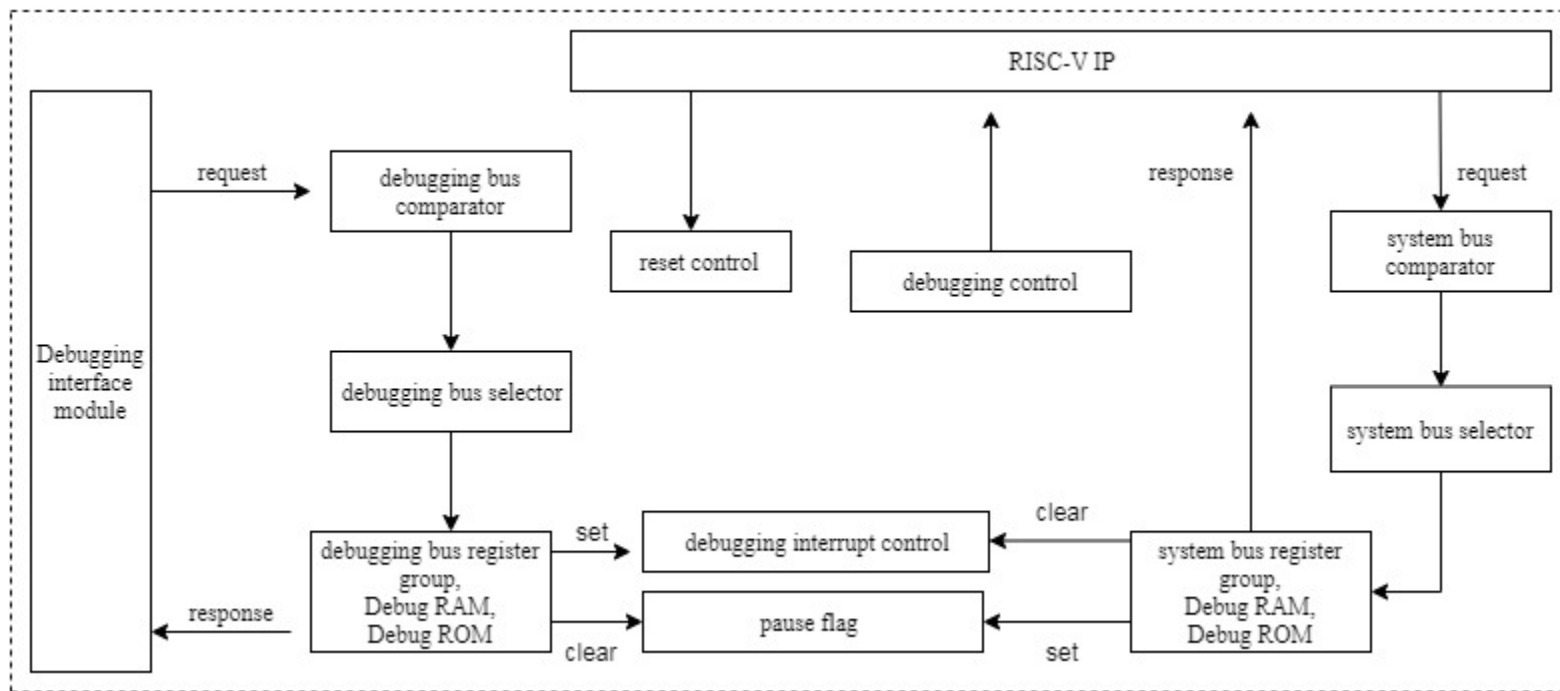 RISC-V IP
request
debugging bus
comparator
response
request
reset control
debugging control
system bus
comparator
Debugging
interface
module
debugging bus selector
system bus selector
debugging bus register
group,
Debug RAM,
Debug ROM
set
debugging interrupt control
clear
system bus register
group,
Debug RAM,
Debug ROM
response
clear
pause flag
set